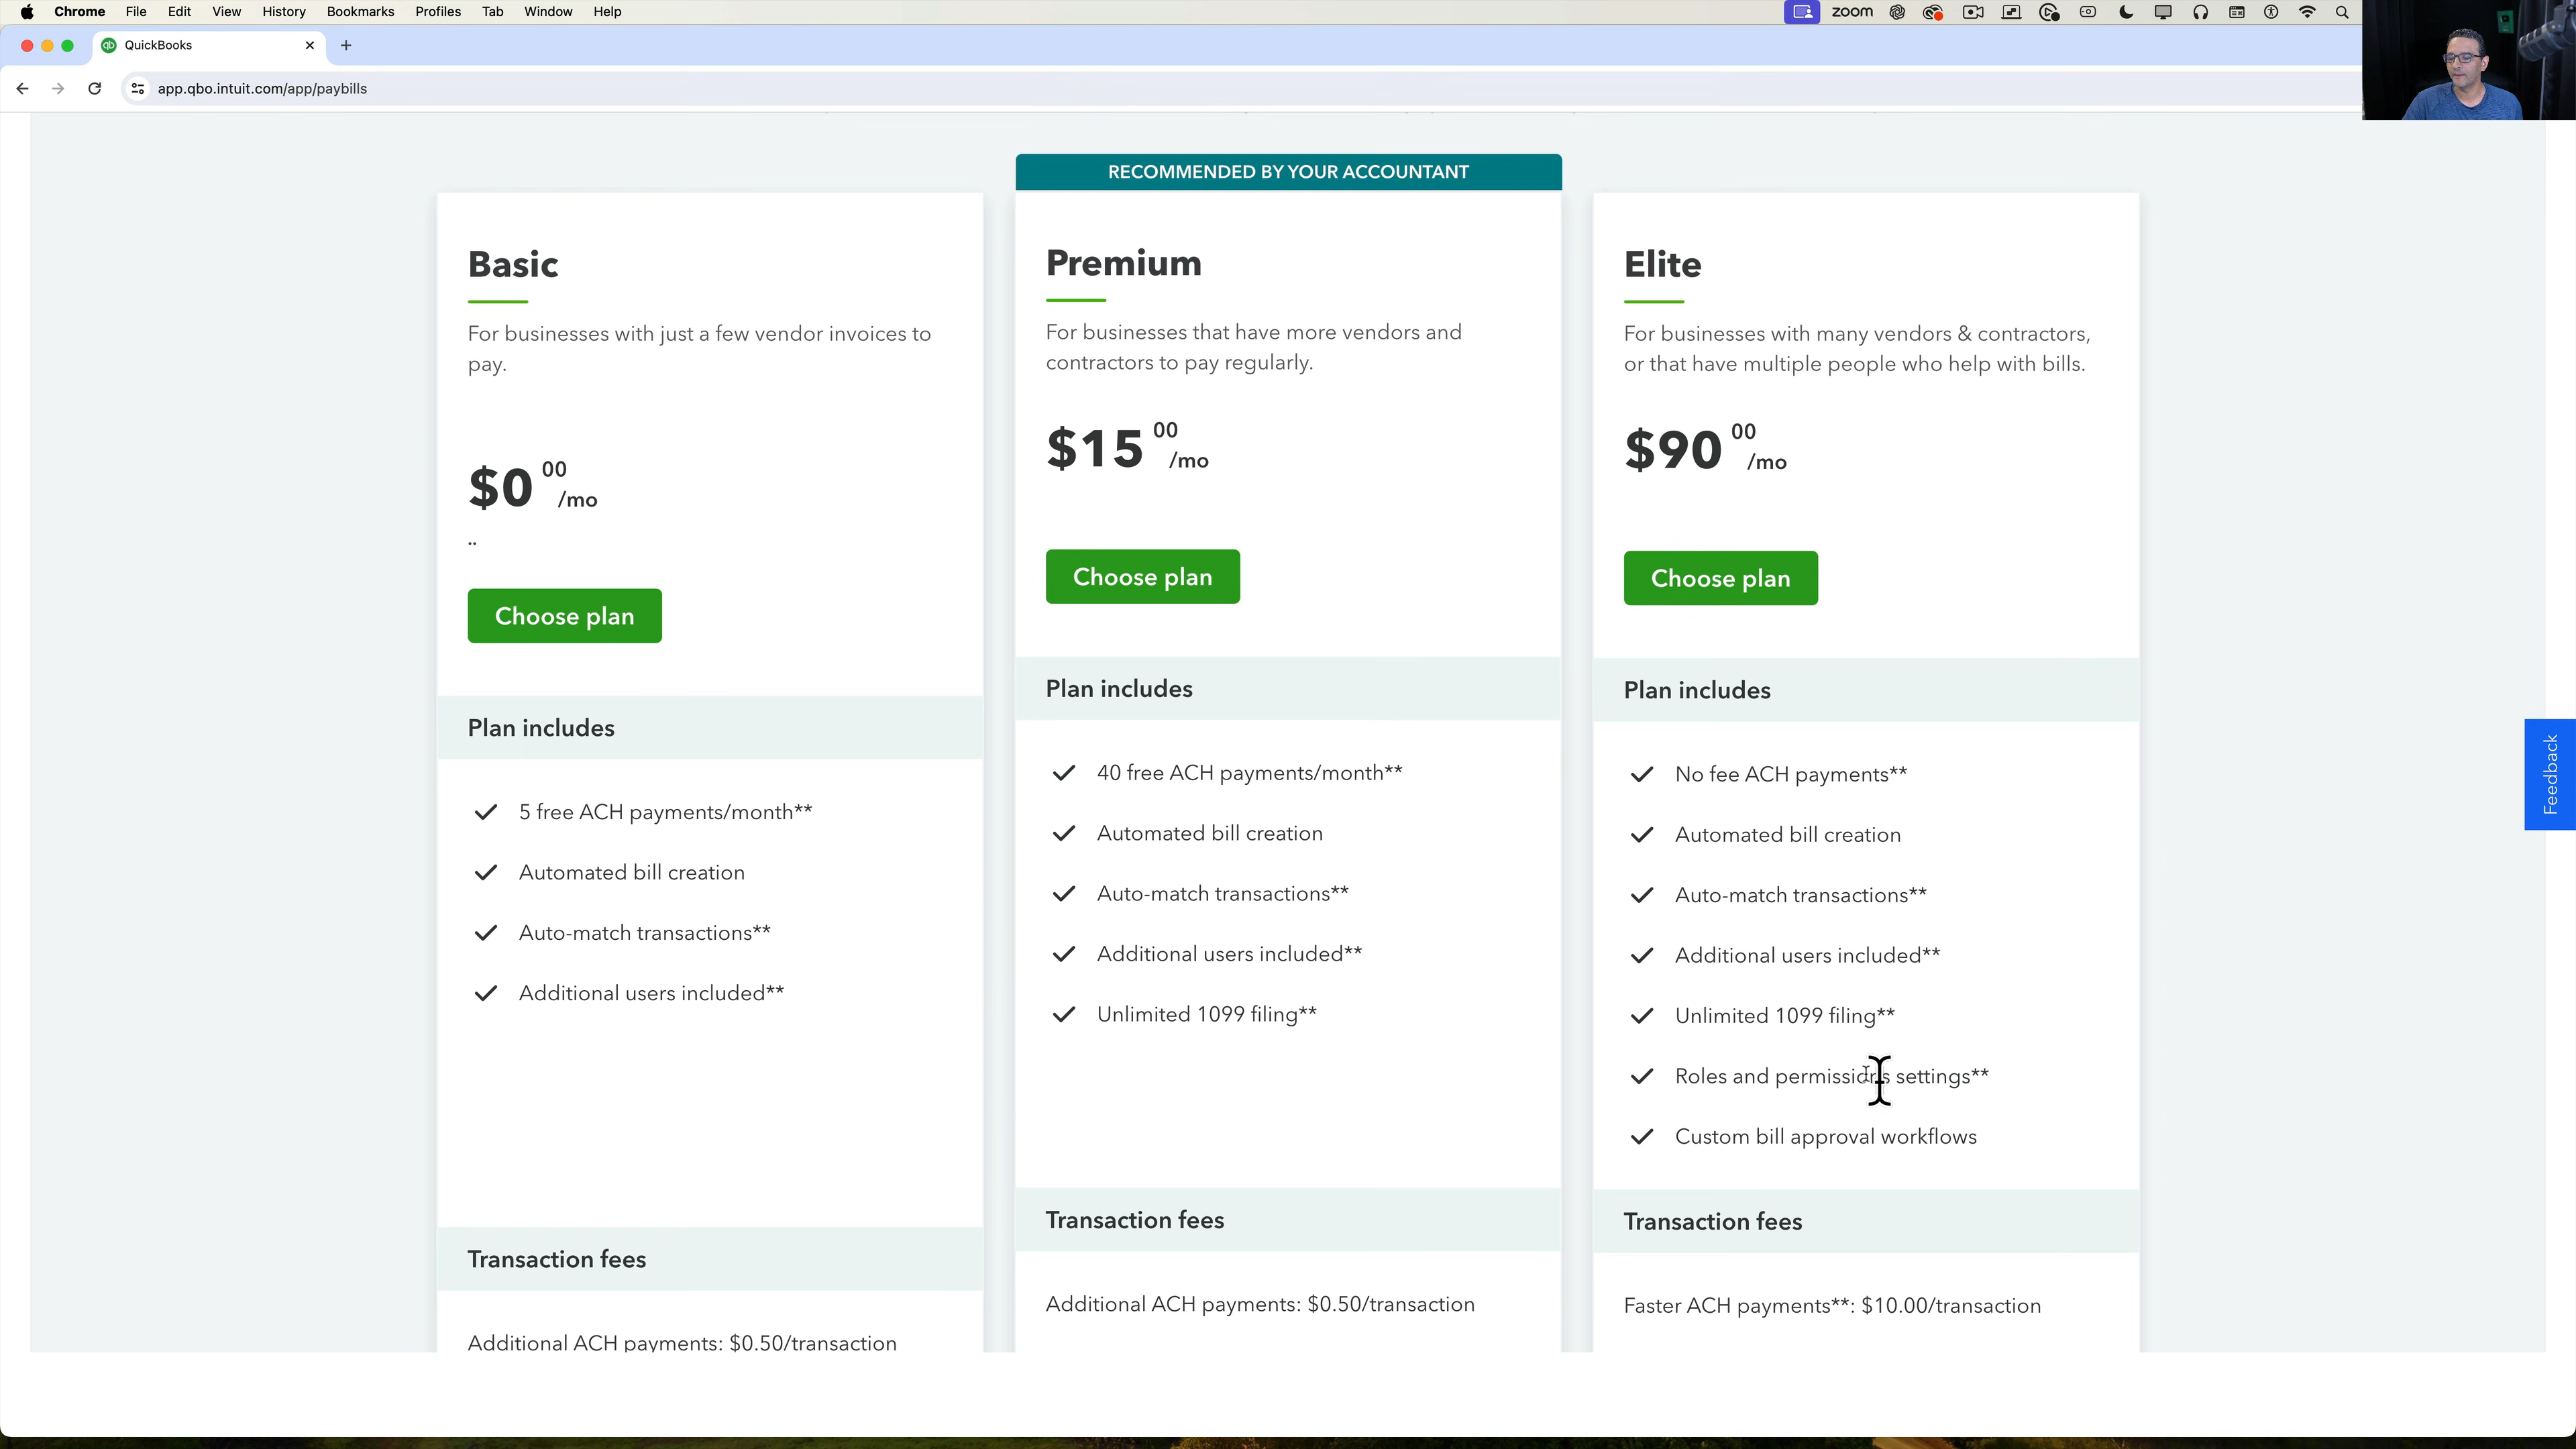 Chrome File Edit View History Bookmarks Profiles Tab Window Help
zoom
QuickBooks
app.qbo.intuit.com/app/paybills
RECOMMENDED BY YOUR ACCOUNTANT
Basic
For businesses with just a few vendor invoices to
pay.
$0 00 /mo
..
Choose plan
Plan includes
5 free ACH payments/month**
Automated bill creation
Auto-match transactions**
Additional users included**
Transaction fees
Additional ACH payments: $0.50/transaction
Premium
For businesses that have more vendors and
contractors to pay regularly.
$15 00 /mo
Choose plan
Plan includes
40 free ACH payments/month**
Automated bill creation
Auto-match transactions**
Additional users included**
Unlimited 1099 filing**
Transaction fees
Additional ACH payments: $0.50/transaction
Elite
For businesses with many vendors & contractors,
or that have multiple people who help with bills.
$90 00 /mo
Choose plan
Plan includes
No fee ACH payments**
Automated bill creation
Auto-match transactions**
Additional users included**
Unlimited 1099 filing**
Roles and permissions settings**
Custom bill approval workflows
Transaction fees
Faster ACH payments**: $10.00/transaction
Feedback